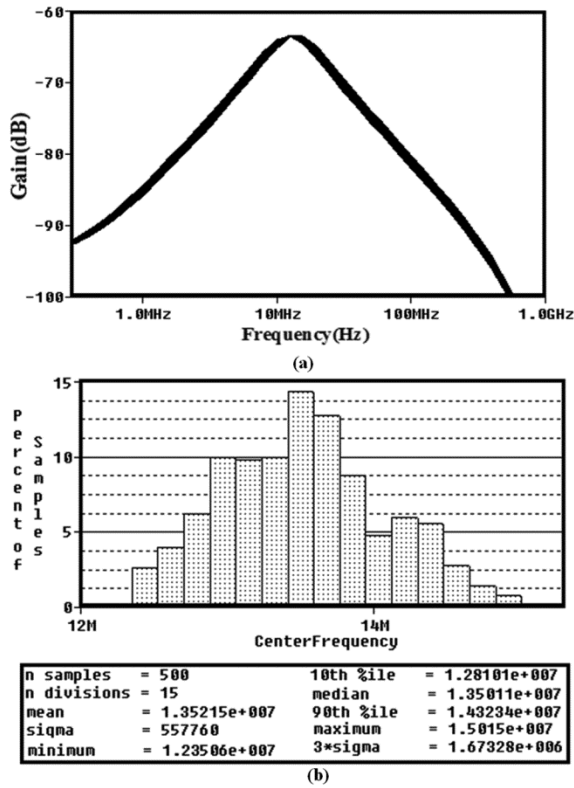 -60
-70
-80
-90
-100
Gain(dB)
1.0MHz 10MHz 100MHz 1.0GHz
Frequency(Hz)
(a)
15
10
5
0
Percent of Samples
12M 14M
CenterFrequency
n samples = 500 10th %ile = 1.28101e+007
n divisions = 15 median = 1.35011e+007
mean = 1.35215e+007 90th %ile = 1.43234e+007
sigma = 557760 maximum = 1.5015e+007
minimum = 1.23506e+007 3*sigma = 1.67328e+006
(b)